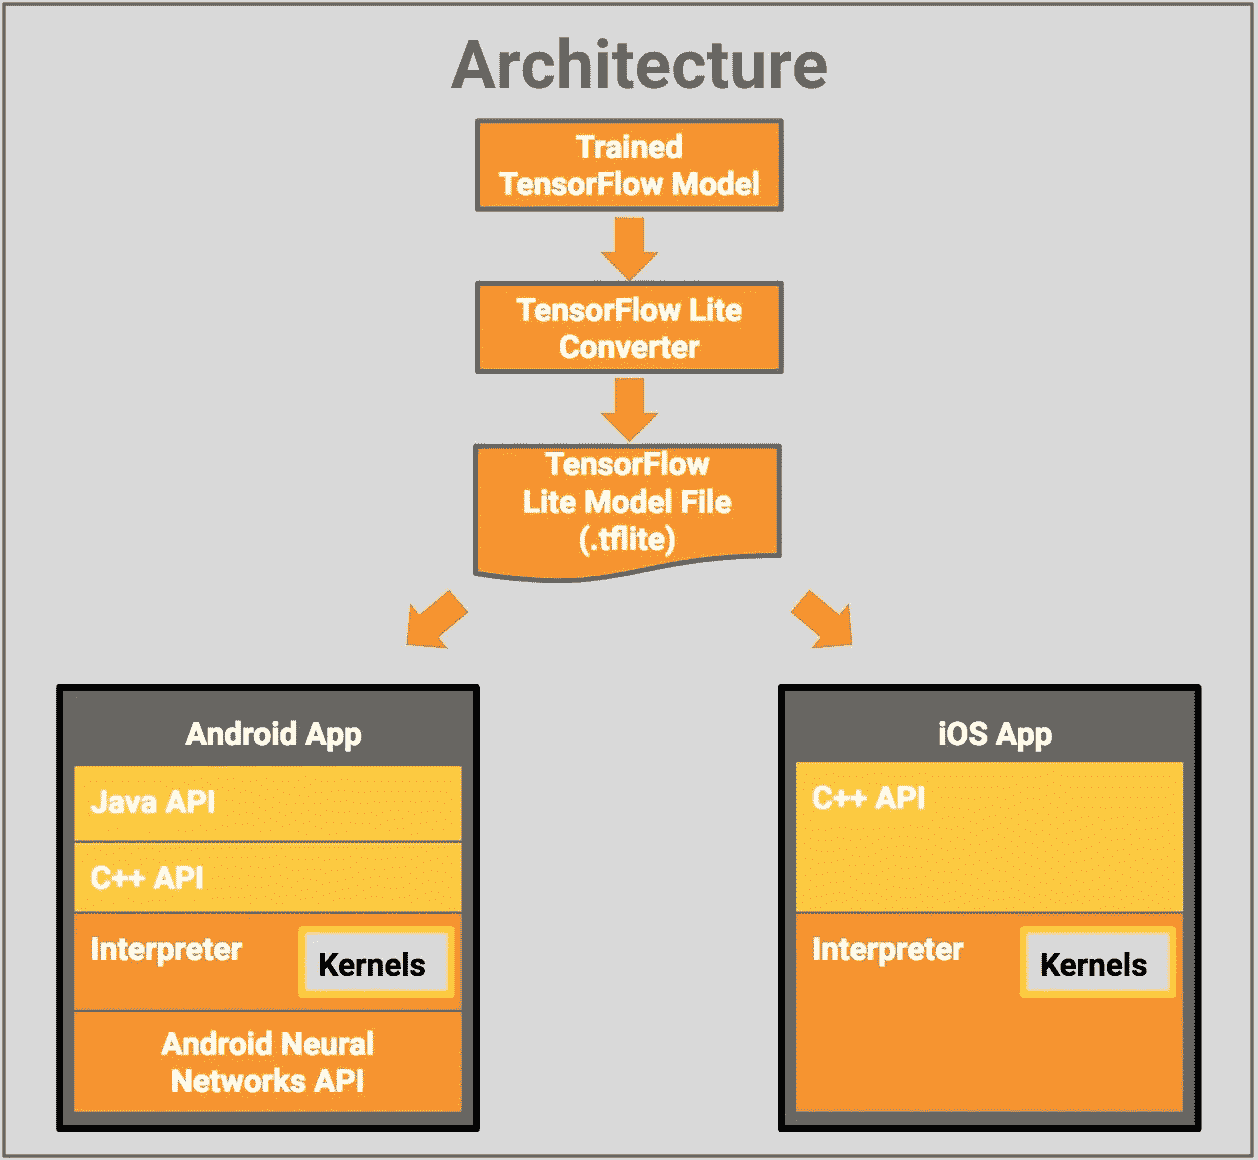 Architecture
Trained
TensorFlow Model
TensorFlow Lite
Converter
TensorFlow
Lite Model File
(.tflite)
Android App
Java API
C++ API
Interpreter
Kernels
Android Neural
Networks API
iOS App
C++ API
Interpreter
Kernels